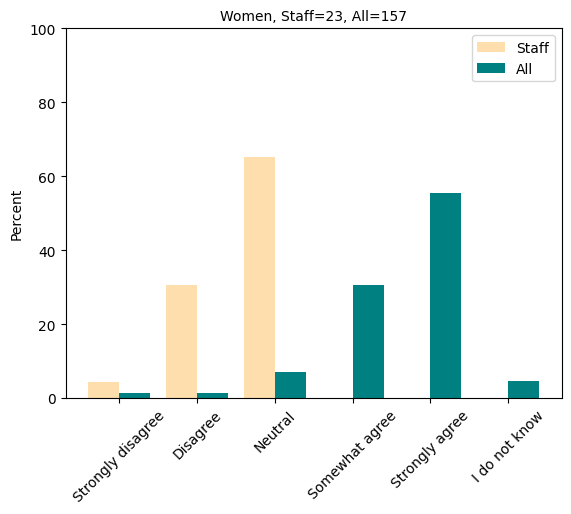 Women, Staff=23, All=157
100
80
60
40
20
0
Percent
Staff
All
Strongly disagree
Disagree
Neutral
Somewhat agree
Strongly agree
I do not know